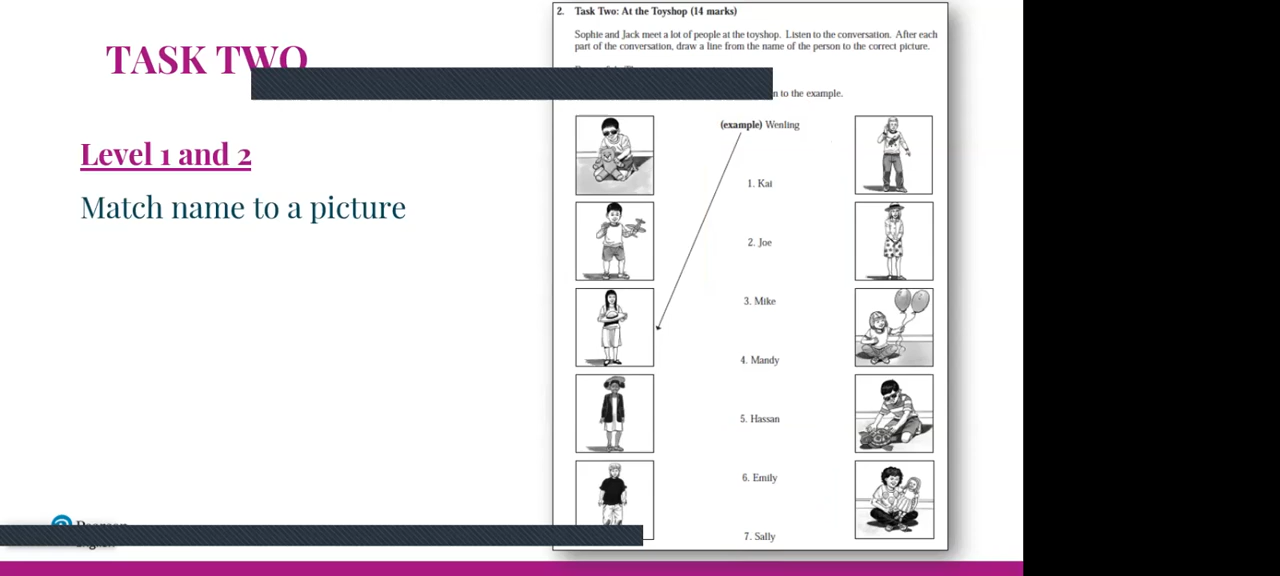 TASK TWO
Level 1 and 2
Match name to a picture
2. Task Two: At the Toyshop (14 marks)
Sophie and Jack meet a lot of people at the toyshop. Listen to the conversation. After each
part of the conversation, draw a line from the name of the person to the correct picture.
to the example.
(example) Wenling
1. Kai
2. Joe
3. Mike
4. Mandy
5. Hassan
6. Emily
7. Sally